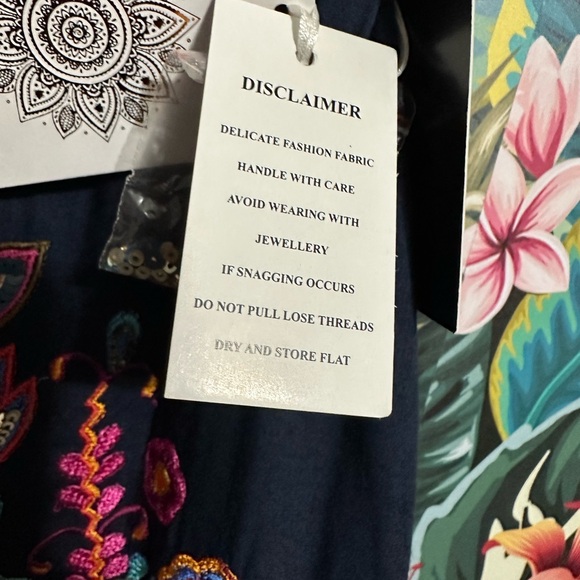 DISCLAIMER
DELICATE FASHION FABRIC
HANDLE WITH CARE
AVOID WEARING WITH
JEWELLERY
IF SNAGGING OCCURS
DO NOT PULL LOSE THREADS
DRY AND STORE FLAT